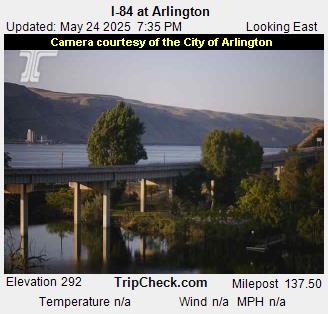 I-84 at Arlington
Updated: May 24 2025 7:35 PM Looking East
Camera courtesy of the City of Arlington
Elevation 292 TripCheck.com Milepost 137.50
Temperature n/a Wind n/a MPH n/a